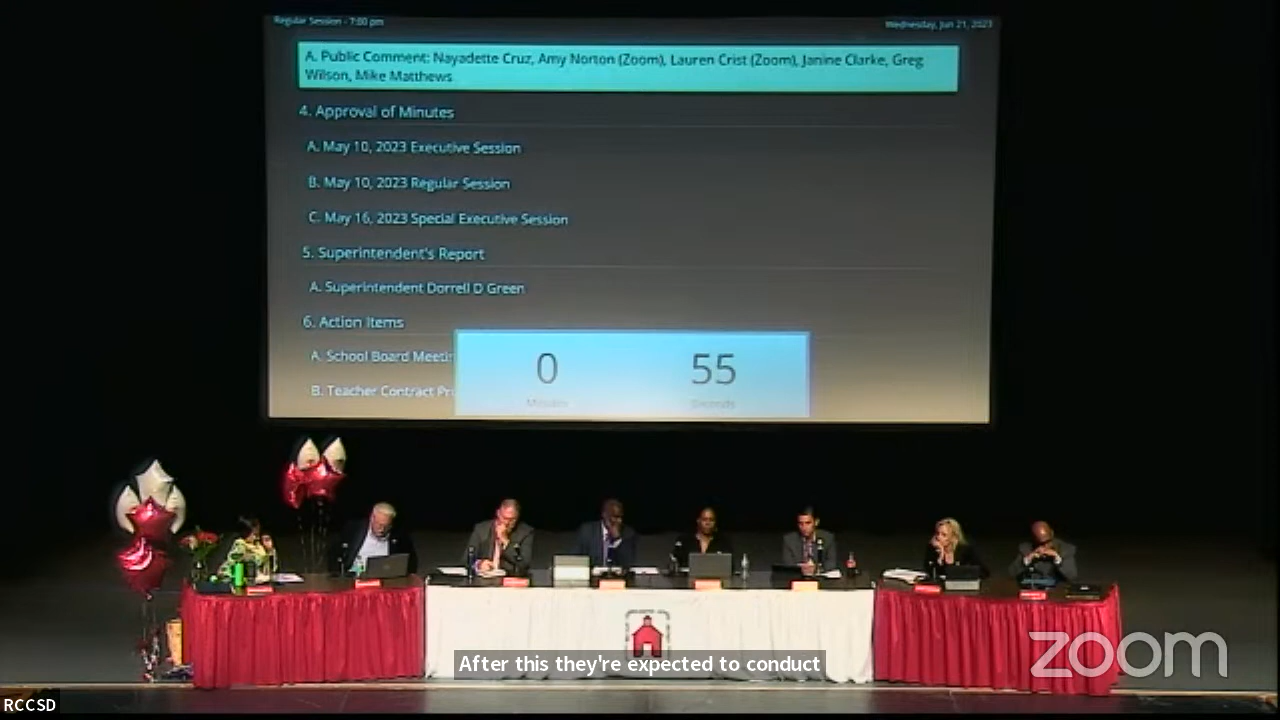 Regular Session - 7:00 pm
Wednesday, Jun 21, 2023
A. Public Comment: Nayadette Cruz, Amy Norton (Zoom), Lauren Crist (Zoom), Janine Clarke, Greg
Wilson, Mike Matthews
4. Approval of Minutes
A. May 10, 2023 Executive Session
B. May 10, 2023 Regular Session
C. May 16, 2023 Special Executive Session
5. Superintendent's Report
A. Superintendent Dorrell D Green
6. Action Items
A. School Board
B. Teacher Contract
0 55
Minutes Seconds
After this they're expected to conduct
zoom
RCCSD